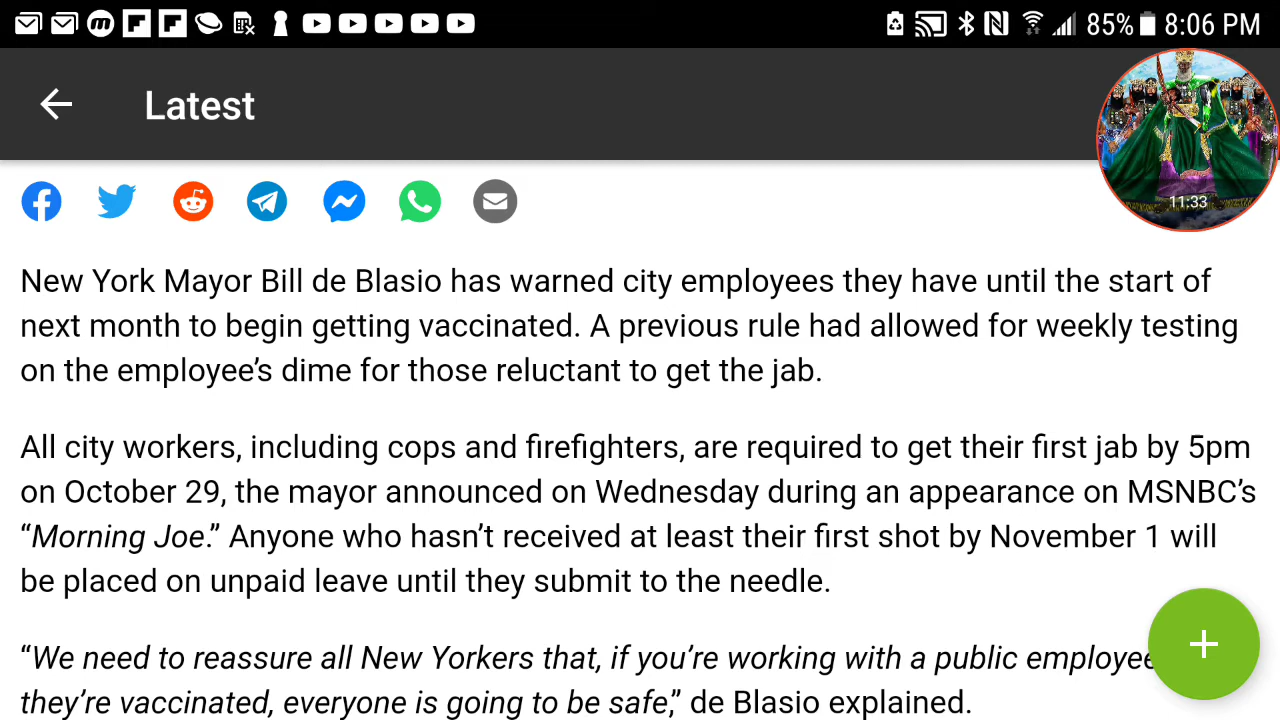 85% 8:06 PM
Latest
11:33
New York Mayor Bill de Blasio has warned city employees they have until the start of
next month to begin getting vaccinated. A previous rule had allowed for weekly testing
on the employee’s dime for those reluctant to get the jab.
All city workers, including cops and firefighters, are required to get their first jab by 5pm
on October 29, the mayor announced on Wednesday during an appearance on MSNBC’s
“Morning Joe.” Anyone who hasn’t received at least their first shot by November 1 will
be placed on unpaid leave until they submit to the needle.
“We need to reassure all New Yorkers that, if you’re working with a public employee
they’re vaccinated, everyone is going to be safe,” de Blasio explained.